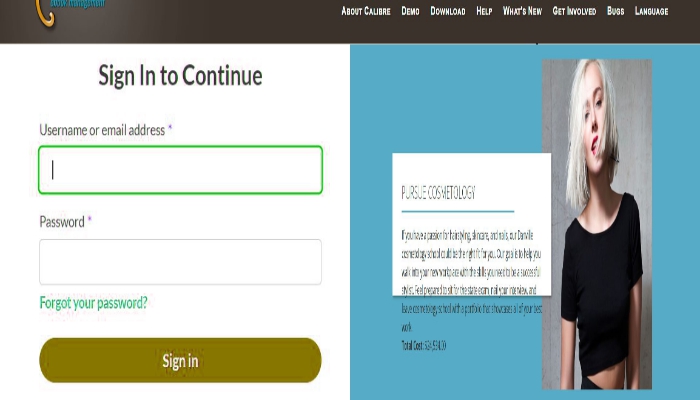 ebook management
About Calibre Demo Download Help What's New Get Involved Bugs Language
Sign In to Continue
Username or email address *
Password *
Forgot your password?
Sign in
PURSUE COSMETOLOGY
If you have a passion for hairstyling, skincare, and nails, our Danville
cosmetology school could be the right fit for you. Our goal is to help you
walk into your new workplace with the skills you need to be a successful
stylist. Feel prepared to sit for the state exam, nail your interview, and
leave cosmetology school with a portfolio that showcases all of your best
work.
Total Cost: